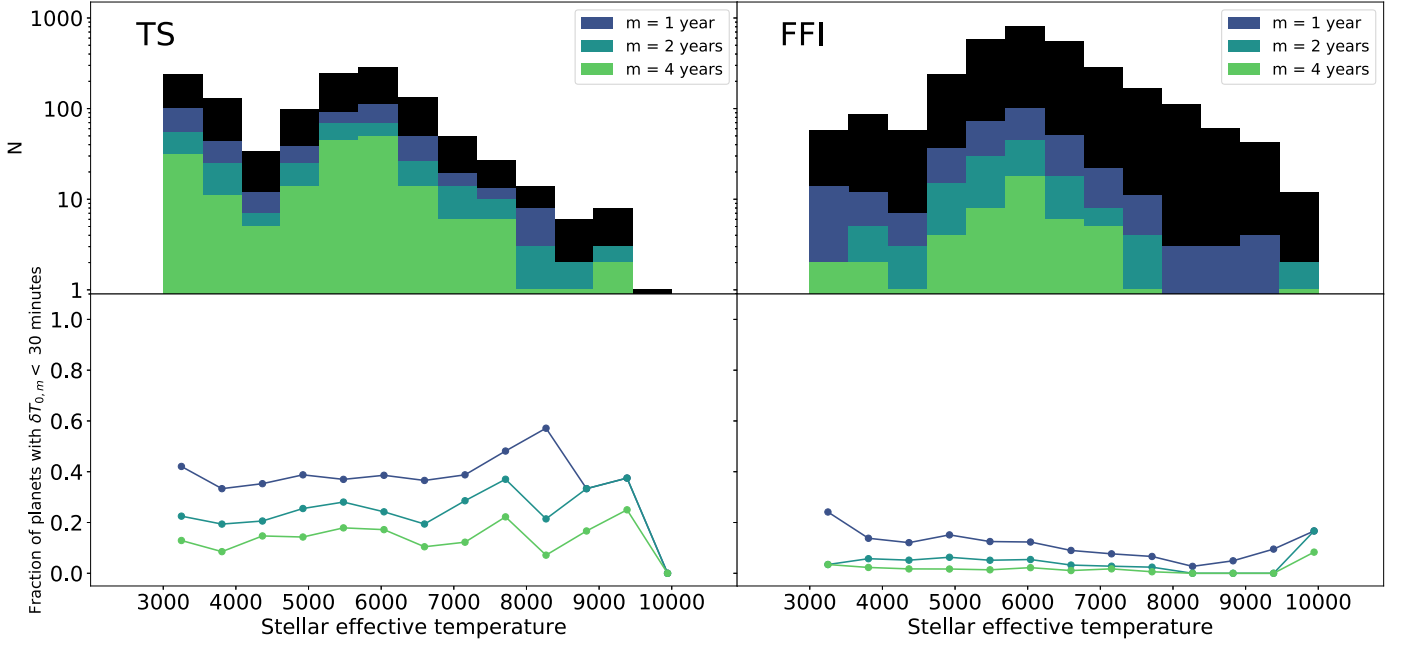 TS
m = 1 year
m = 2 years
m = 4 years
FFI
m = 1 year
m = 2 years
m = 4 years
1000
100
10
1
N
1.0
0.8
0.6
0.4
0.2
0.0
Fraction of planets with δT₀,ₘ < 30 minutes
3000 4000 5000 6000 7000 8000 9000 10000
3000 4000 5000 6000 7000 8000 9000 10000
Stellar effective temperature
Stellar effective temperature